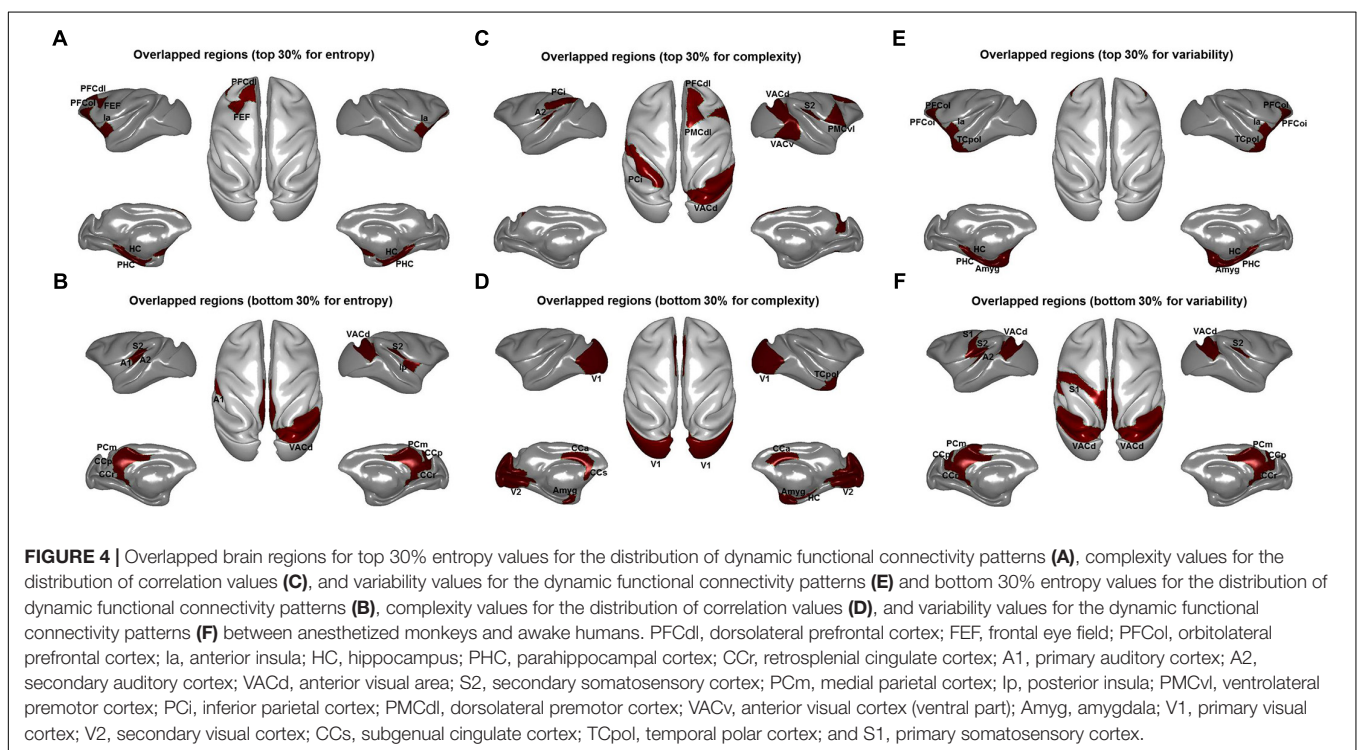 A
Overlapped regions (top 30% for entropy)
PFCdl
PFCol
FEF
Ia
PFCdl
FEF
Ia
HC
PHC
HC
PHC
C
Overlapped regions (top 30% for complexity)
PCi
A2
PFCdl
PMCdl
PCi
VACd
VACd
S2
VACv
PMCvl
E
Overlapped regions (top 30% for variability)
PFCol
PFCoi
Ia
TCpol
PFCol
PFCoi
Ia
TCpol
HC
PHC
Amyg
HC
PHC
Amyg
B
Overlapped regions (bottom 30% for entropy)
S2
A1
A2
A1
VACd
VACd
S2
Ip
PCm
CCp
CCr
PCm
CCp
CCr
D
Overlapped regions (bottom 30% for complexity)
V1
V1
V1
V1
TCpol
CCa
CCs
V2
Amyg
CCa
Amyg
HC
V2
F
Overlapped regions (bottom 30% for variability)
S1
VACd
S2
A2
S1
VACd
VACd
VACd
S2
PCm
CCp
CCr
PCm
CCp
CCr
FIGURE 4 | Overlapped brain regions for top 30% entropy values for the distribution of dynamic functional connectivity patterns (A), complexity values for the
distribution of correlation values (C), and variability values for the dynamic functional connectivity patterns (E) and bottom 30% entropy values for the distribution of
dynamic functional connectivity patterns (B), complexity values for the distribution of correlation values (D), and variability values for the dynamic functional
connectivity patterns (F) between anesthetized monkeys and awake humans. PFCdl, dorsolateral prefrontal cortex; FEF, frontal eye field; PFCol, orbitolateral
prefrontal cortex; Ia, anterior insula; HC, hippocampus; PHC, parahippocampal cortex; CCr, retrosplenial cingulate cortex; A1, primary auditory cortex; A2,
secondary auditory cortex; VACd, anterior visual area; S2, secondary somatosensory cortex; PCm, medial parietal cortex; Ip, posterior insula; PMCvl, ventrolateral
premotor cortex; PCi, inferior parietal cortex; PMCdl, dorsolateral premotor cortex; VACv, anterior visual cortex (ventral part); Amyg, amygdala; V1, primary visual
cortex; V2, secondary visual cortex; CCs, subgenual cingulate cortex; TCpol, temporal polar cortex; and S1, primary somatosensory cortex.